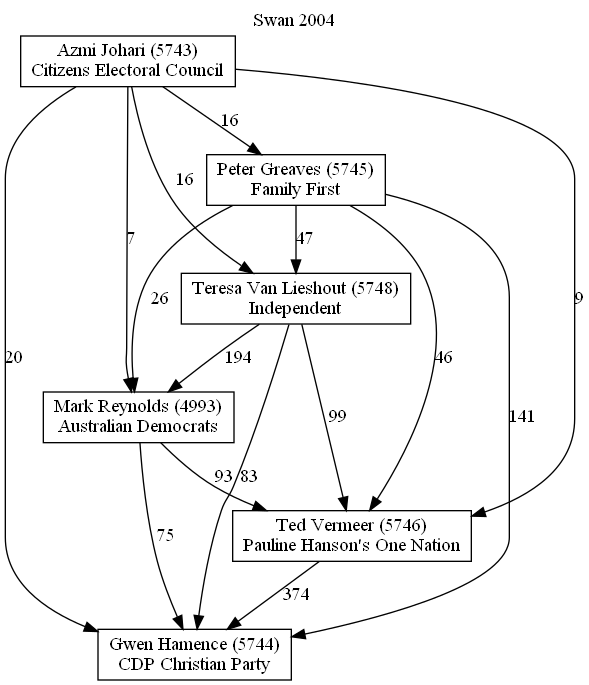 Swan 2004
Azmi Johari (5743)
Citizens Electoral Council
16
Peter Greaves (5745)
Family First
16
7
47
9
Teresa Van Lieshout (5748)
Independent
26
20
194
46
Mark Reynolds (4993)
Australian Democrats
99
141
93
83
Ted Vermeer (5746)
Pauline Hanson's One Nation
75
374
Gwen Hamence (5744)
CDP Christian Party